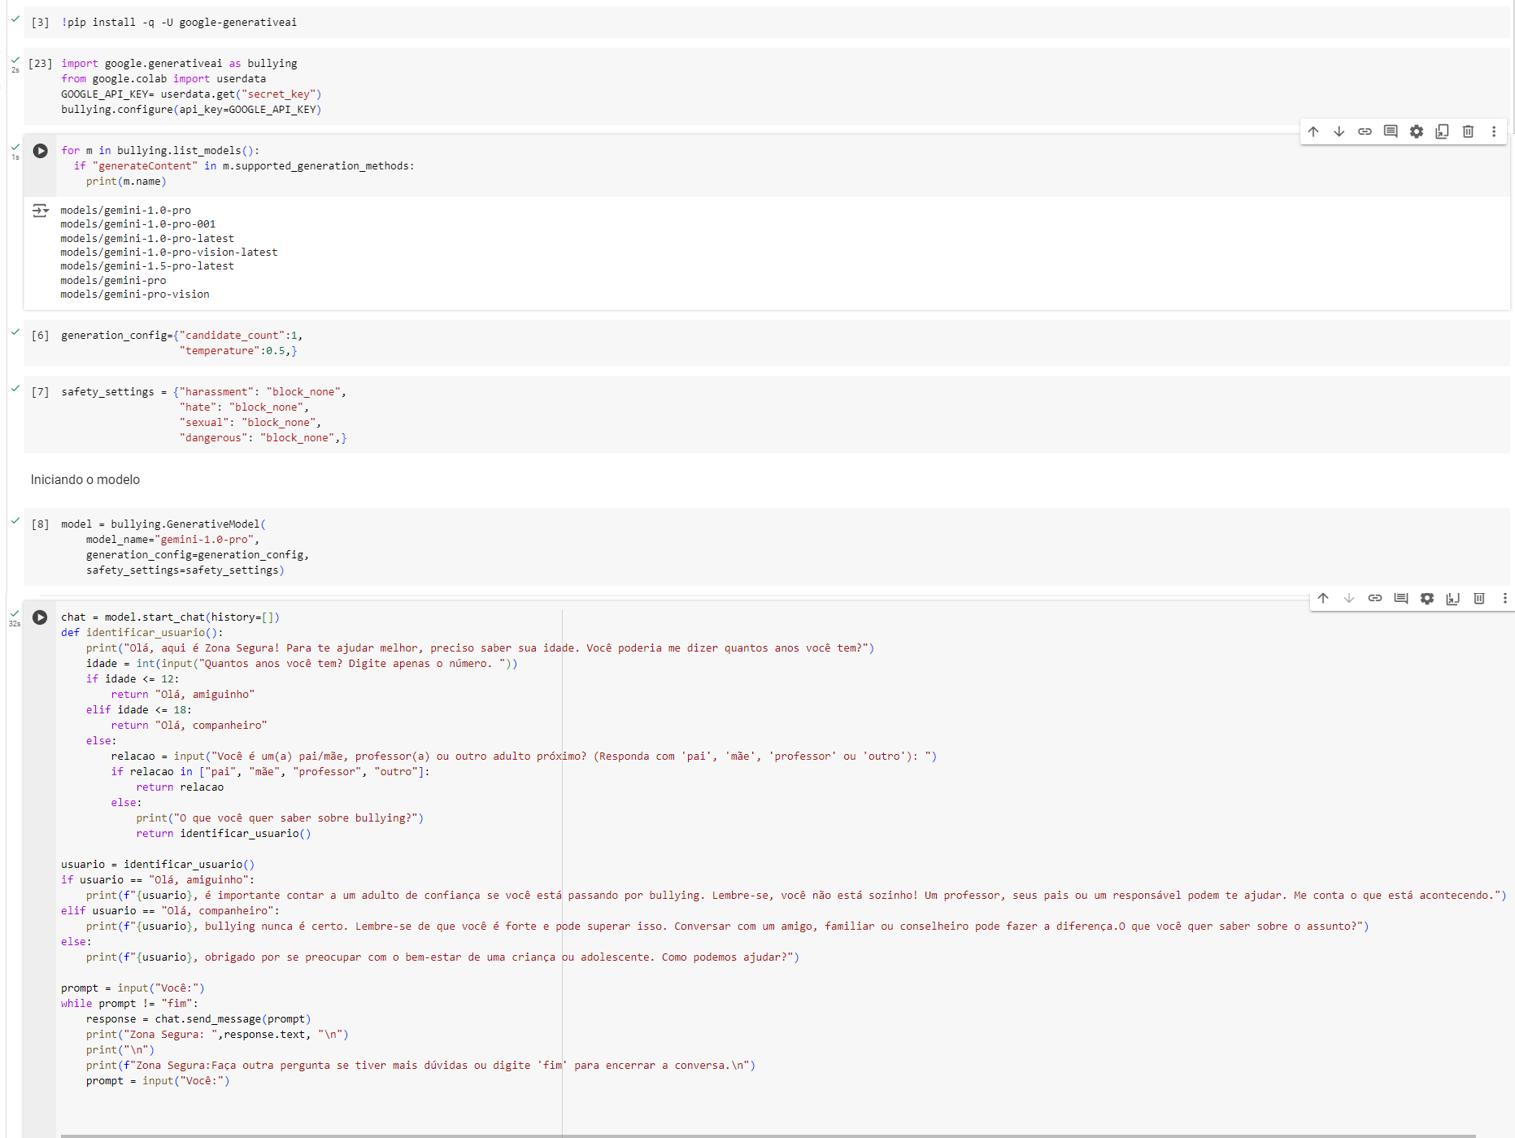 [3] !pip install -q -U google-generativeai
[23] import google.generativeai as bullying
2s
from google.colab import userdata
GOOGLE_API_KEY= userdata.get("secret_key")
bullying.configure(api_key=GOOGLE_API_KEY)
for m in bullying.list_models():
1s
  if "generateContent" in m.supported_generation_methods:
    print(m.name)
models/gemini-1.0-pro
models/gemini-1.0-pro-001
models/gemini-1.0-pro-latest
models/gemini-1.0-pro-vision-latest
models/gemini-1.5-pro-latest
models/gemini-pro
models/gemini-pro-vision
[6] generation_config={"candidate_count":1,
                   "temperature":0.5,}
[7] safety_settings = {"harassment": "block_none",
                   "hate": "block_none",
                   "sexual": "block_none",
                   "dangerous": "block_none",}
Iniciando o modelo
[8] model = bullying.GenerativeModel(
    model_name="gemini-1.0-pro",
    generation_config=generation_config,
    safety_settings=safety_settings)
chat = model.start_chat(history=[])
32s
def identificar_usuario():
    print("Olá, aqui é Zona Segura! Para te ajudar melhor, preciso saber sua idade. Você poderia me dizer quantos anos você tem?")
    idade = int(input("Quantos anos você tem? Digite apenas o número. "))
    if idade <= 12:
        return "Olá, amiguinho"
    elif idade <= 18:
        return "Olá, companheiro"
    else:
        relacao = input("Você é um(a) pai/mãe, professor(a) ou outro adulto próximo? (Responda com 'pai', 'mãe', 'professor' ou 'outro'): ")
        if relacao in ["pai", "mãe", "professor", "outro"]:
            return relacao
        else:
            print("O que você quer saber sobre bullying?")
            return identificar_usuario()
usuario = identificar_usuario()
if usuario == "Olá, amiguinho":
    print(f"{usuario}, é importante contar a um adulto de confiança se você está passando por bullying. Lembre-se, você não está sozinho! Um professor, seus pais ou um responsável podem te ajudar. Me conta o que está acontecendo.")
elif usuario == "Olá, companheiro":
    print(f"{usuario}, bullying nunca é certo. Lembre-se de que você é forte e pode superar isso. Conversar com um amigo, familiar ou conselheiro pode fazer a diferença.O que você quer saber sobre o assunto?")
else:
    print(f"{usuario}, obrigado por se preocupar com o bem-estar de uma criança ou adolescente. Como podemos ajudar?")
prompt = input("Você:")
while prompt != "fim":
    response = chat.send_message(prompt)
    print("Zona Segura: ",response.text, "\n")
    print("\n")
    print(f"Zona Segura:Faça outra pergunta se tiver mais dúvidas ou digite 'fim' para encerrar a conversa.\n")
    prompt = input("Você:")